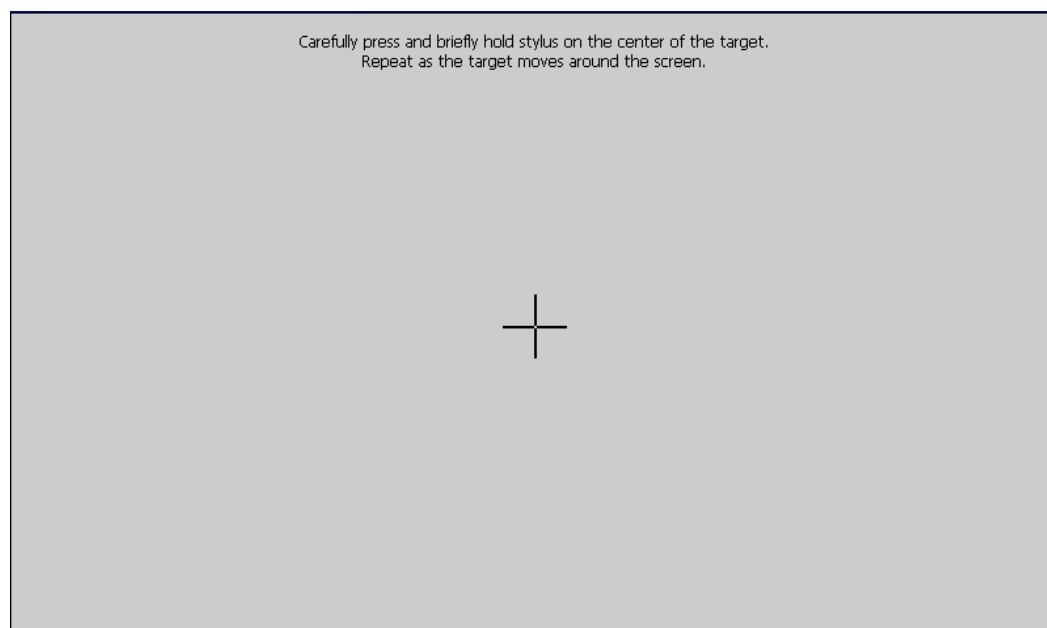 Carefully press and briefly hold stylus on the center of the target.
Repeat as the target moves around the screen.